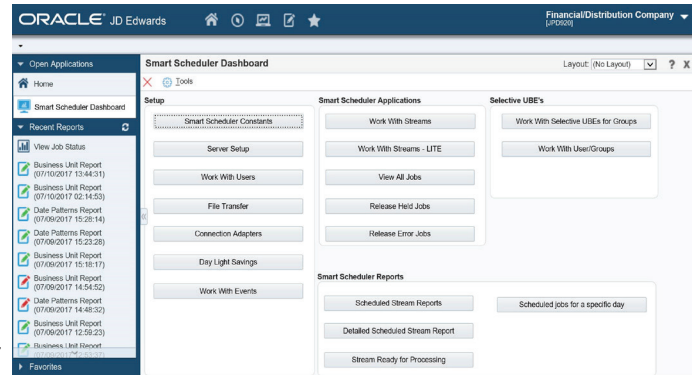 ORACLE® JD Edwards
Financial/Distribution Company
[JPD920]
Open Applications
Home
Smart Scheduler Dashboard
Recent Reports
View Job Status
Business Unit Report
(07/10/2017 13:44:31)
Business Unit Report
(07/10/2017 02:14:53)
Date Patterns Report
(07/09/2017 15:28:14)
Date Patterns Report
(07/09/2017 15:23:28)
Business Unit Report
(07/09/2017 15:18:17)
Business Unit Report
(07/09/2017 14:54:52)
Date Patterns Report
(07/09/2017 14:48:32)
Business Unit Report
(07/09/2017 12:59:23)
Business Unit Report
Favorites
Smart Scheduler Dashboard
Layout: (No Layout)
? X
Tools
Setup
Smart Scheduler Constants
Server Setup
Work With Users
File Transfer
Connection Adapters
Day Light Savings
Work With Events
Smart Scheduler Applications
Work With Streams
Work With Streams - LITE
View All Jobs
Release Held Jobs
Release Error Jobs
Selective UBE's
Work With Selective UBEs for Groups
Work With User/Groups
Smart Scheduler Reports
Scheduled Stream Reports
Scheduled jobs for a specific day
Detailed Scheduled Stream Report
Stream Ready for Processing